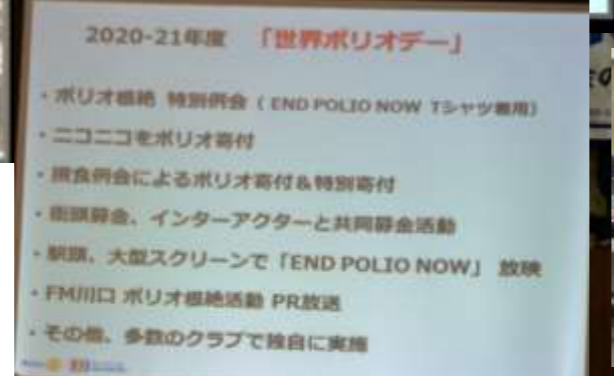 2020-21年度 「世界ポリオデー」
・ポリオ根絶 特別例会（END POLIO NOW Tシャツ着用）
・ニコニコをポリオ寄付
・損食例会によるポリオ寄付＆特別寄付
・街頭募金、インターアクターと共同募金活動
・駅頭、大型スクリーンで「END POLIO NOW」 放映
・FM川口 ポリオ根絶活動 PR放送
・その他、多数のクラブで独自に実施